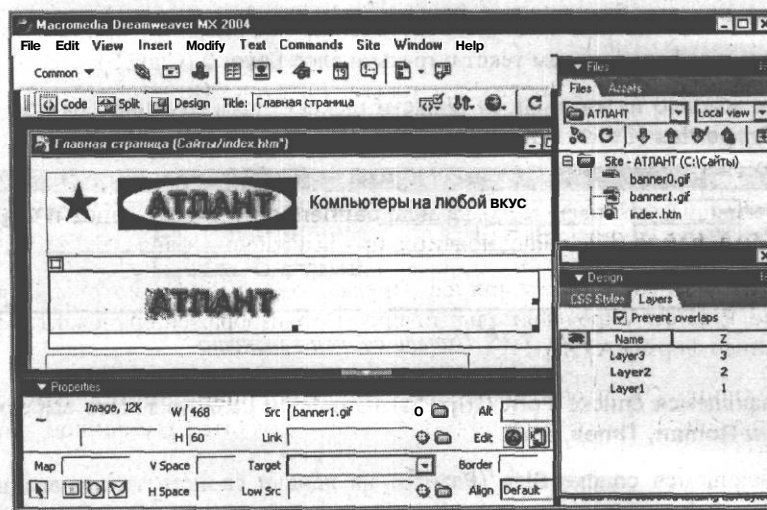 Macromedia Dreamweaver MX 2004
File Edit View Insert Modify Text Commands Site Window Help
Common
Code Split Design Title: Главная страница
Главная страница (Сайты/index.htm*)
АТЛАНТ Компьютеры на любой вкус
АТЛАНТ
Properties
Image, 12K W 468 Src banner1.gif Alt
H 60 Link Edit
Map V Space Target Border
H Space Low Src Align Default
Files
Files Assets
АТЛАНТ Local view
Site - АТЛАНТ (C:\Сайты)
banner0.gif
banner1.gif
index.htm
Design
CSS Styles Layers
Prevent overlaps
Name Z
Layer3 3
Layer2 2
Layer1 1